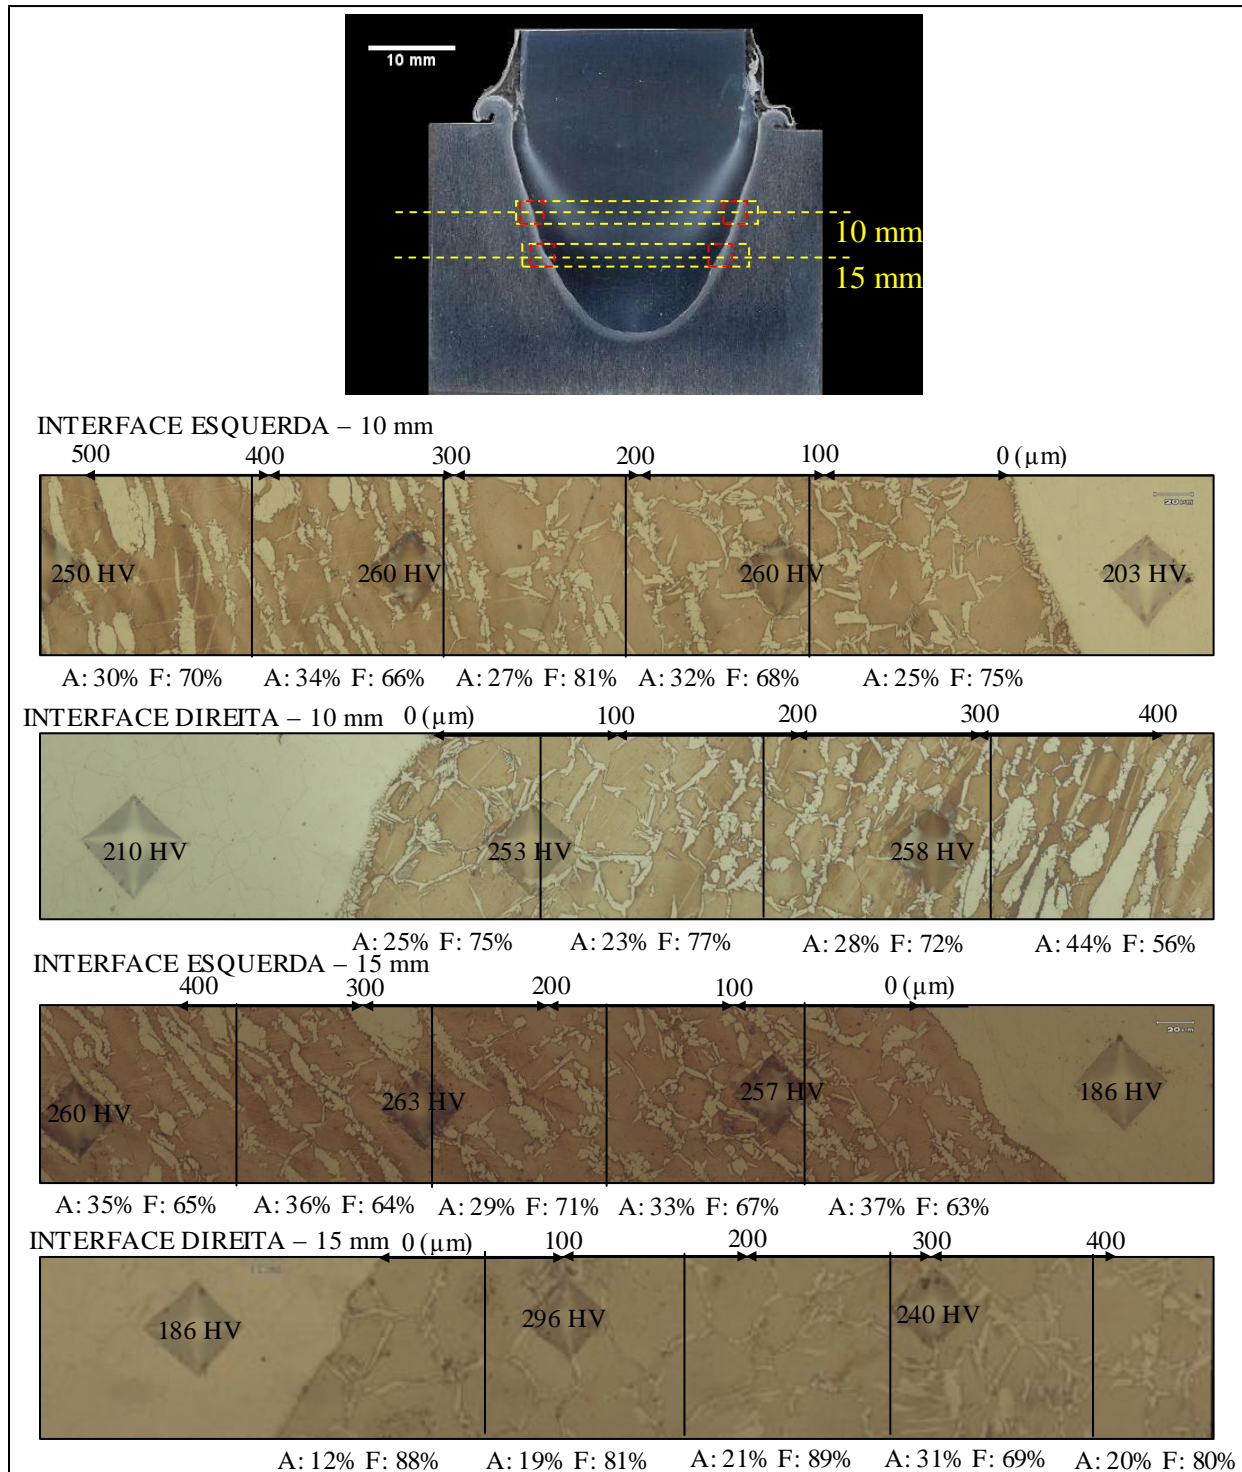 10 mm
10 mm
15 mm
INTERFACE ESQUERDA – 10 mm
500 400 300 200 100 0 (µm)
20 µm
250 HV 260 HV 260 HV 203 HV
A: 30% F: 70% A: 34% F: 66% A: 27% F: 81% A: 32% F: 68% A: 25% F: 75%
INTERFACE DIREITA – 10 mm 0 (µm) 100 200 300 400
210 HV 253 HV 258 HV
A: 25% F: 75% A: 23% F: 77% A: 28% F: 72% A: 44% F: 56%
INTERFACE ESQUERDA – 15 mm
400 300 200 100 0 (µm)
20 µm
260 HV 263 HV 257 HV 186 HV
A: 35% F: 65% A: 36% F: 64% A: 29% F: 71% A: 33% F: 67% A: 37% F: 63%
INTERFACE DIREITA – 15 mm 0 (µm) 100 200 300 400
186 HV 296 HV 240 HV
A: 12% F: 88% A: 19% F: 81% A: 21% F: 89% A: 31% F: 69% A: 20% F: 80%